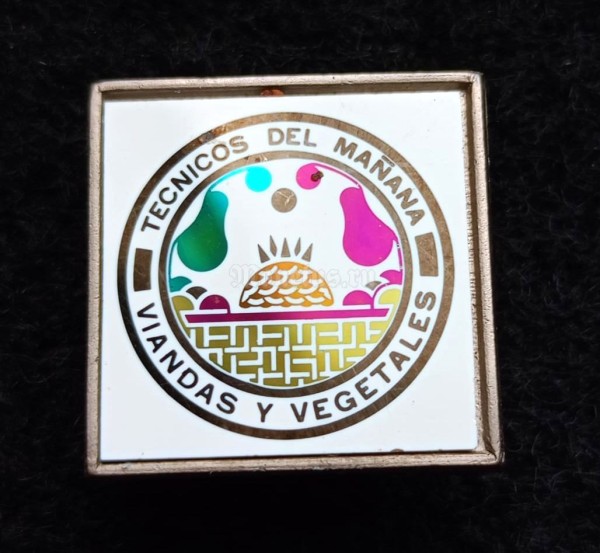 TECNICOS DEL MAÑANA
VIANDAS Y VEGETALES